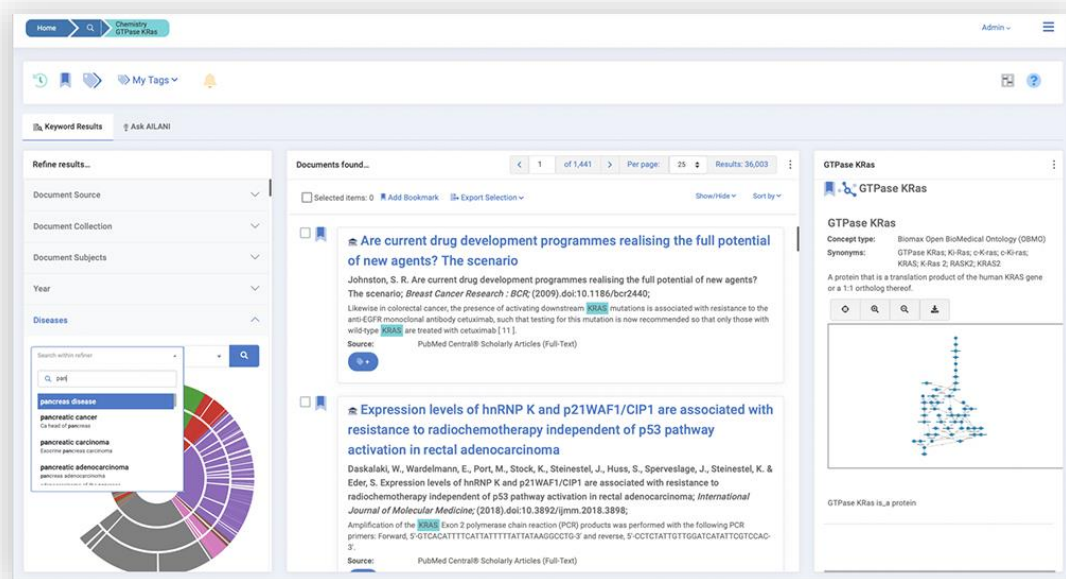 Home
Chemistry
GTPase KRas
Admin
My Tags
Keyword Results
Ask AILANI
Refine results...
Document Source
Document Collection
Document Subjects
Year
Diseases
Search within refiner
pan
pancreas disease
pancreatic cancer
Ca head of pancreas
pancreatic carcinoma
Exocrine pancreas carcinoma
pancreatic adenocarcinoma
pancreas adenocarcinoma
Documents found...
1 of 1,441 Per page: 25 Results: 36,003
Selected items: 0 Add Bookmark Export Selection Show/Hide Sort by
Are current drug development programmes realising the full potential
of new agents? The scenario
Johnston, S. R. Are current drug development programmes realising the full potential of new agents?
The scenario; Breast Cancer Research : BCR; (2009).doi:10.1186/bcr2440;
Likewise in colorectal cancer, the presence of activating downstream KRAS mutations is associated with resistance to the
anti-EGFR monoclonal antibody cetuximab, such that testing for this mutation is now recommended so that only those with
wild-type KRAS are treated with cetuximab [ 11 ].
Source: PubMed Central® Scholarly Articles (Full-Text)
+
Expression levels of hnRNP K and p21WAF1/CIP1 are associated with
resistance to radiochemotherapy independent of p53 pathway
activation in rectal adenocarcinoma
Daskalaki, W., Wardelmann, E., Port, M., Stock, K., Steinestel, J., Huss, S., Sperveslage, J., Steinestel, K. &
Eder, S. Expression levels of hnRNP K and p21WAF1/CIP1 are associated with resistance to
radiochemotherapy independent of p53 pathway activation in rectal adenocarcinoma; International
Journal of Molecular Medicine; (2018).doi:10.3892/ijmm.2018.3898;
Amplification of the KRAS Exon 2 polymerase chain reaction (PCR) products was performed with the following PCR
primers: Forward, 5'-GTCACATTTTCATTATTTTTATTATAAGGCCTG-3' and reverse, 5'-CCTCTATTGTTGGATCATATTCGTCCAC-
3'.
Source: PubMed Central® Scholarly Articles (Full-Text)
GTPase KRas
GTPase KRas
GTPase KRas
Concept type: Biomax Open BioMedical Ontology (OBMO)
Synonyms: GTPase KRas; Ki-Ras; c-K-ras; c-Ki-ras;
KRAS; K-Ras 2; RASK2; KRAS2
A protein that is a translation product of the human KRAS gene
or a 1:1 ortholog thereof.
GTPase KRas is_a protein